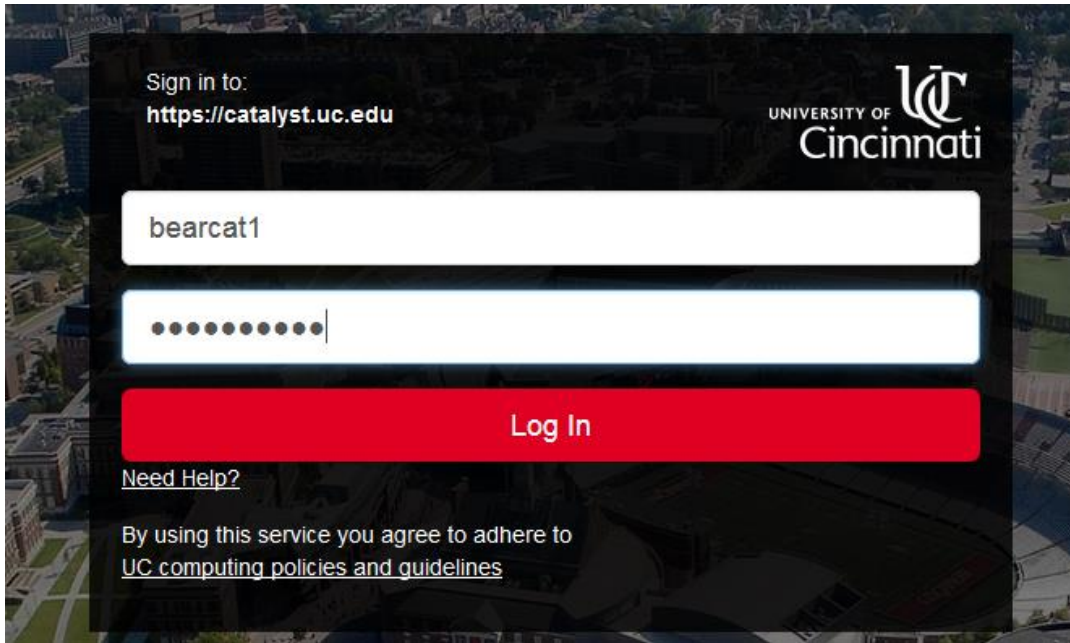 Sign in to:
https://catalyst.uc.edu
UC
UNIVERSITY OF
Cincinnati
bearcat1
••••••••••
Log In
Need Help?
By using this service you agree to adhere to
UC computing policies and guidelines